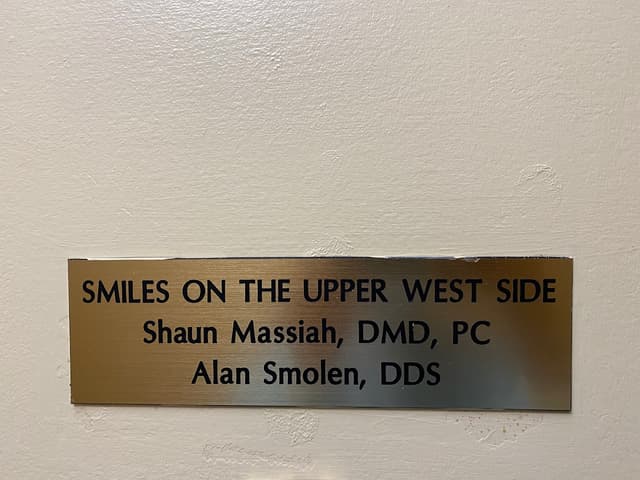 SMILES ON THE UPPER WEST SIDE
Shaun Massiah, DMD, PC
Alan Smolen, DDS